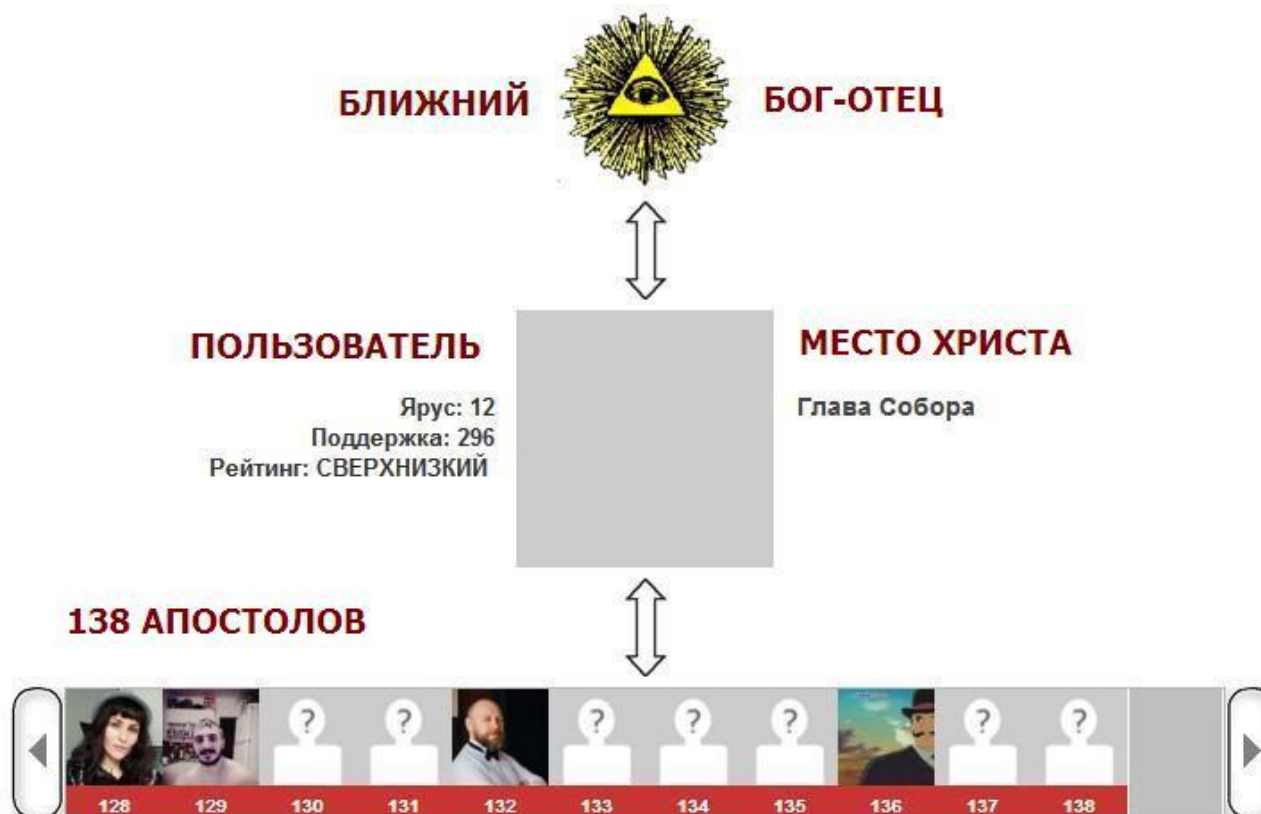 БЛИЖНИЙ
БОГ-ОТЕЦ
ПОЛЬЗОВАТЕЛЬ
МЕСТО ХРИСТА
Ярус: 12
Глава Собора
Поддержка: 296
Рейтинг: СВЕРХНИЗКИЙ
138 АПОСТОЛОВ
? ? ? ? ? ? ?
128 129 130 131 132 133 134 135 136 137 138